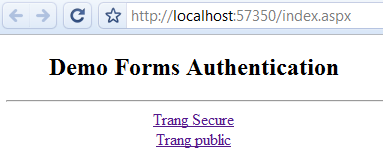 http://localhost:57350/index.aspx
Demo Forms Authentication
Trang Secure
Trang public